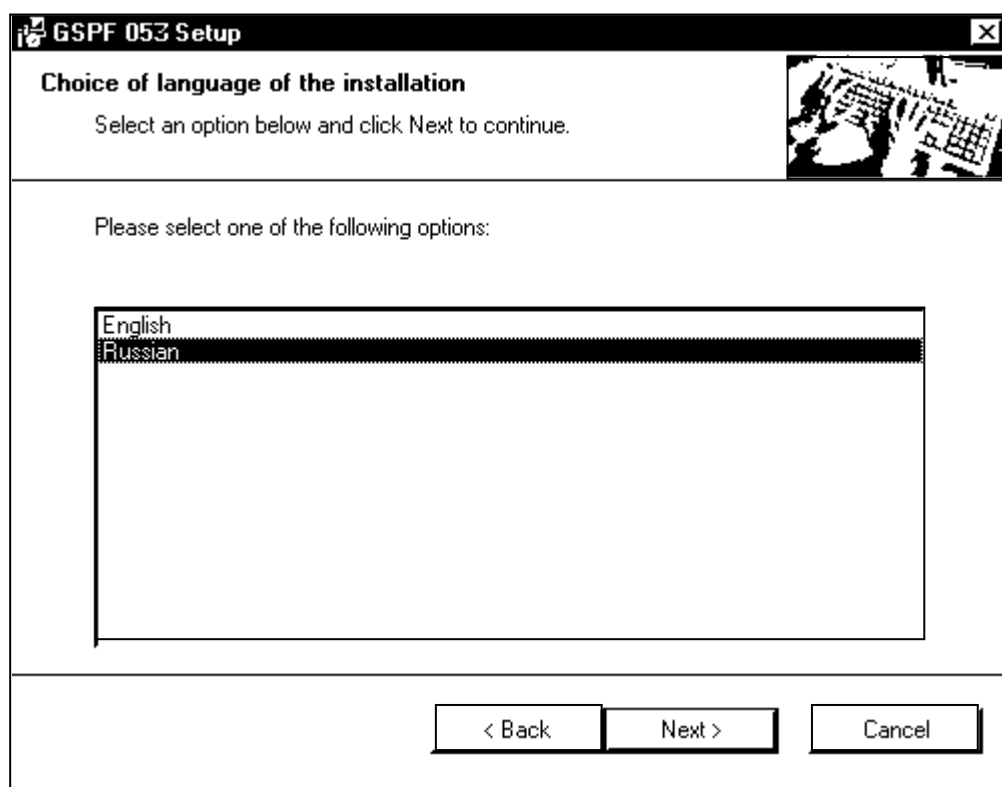 GSPF 053 Setup
Choice of language of the installation
Select an option below and click Next to continue.
Please select one of the following options:
English
Russian
< Back
Next >
Cancel